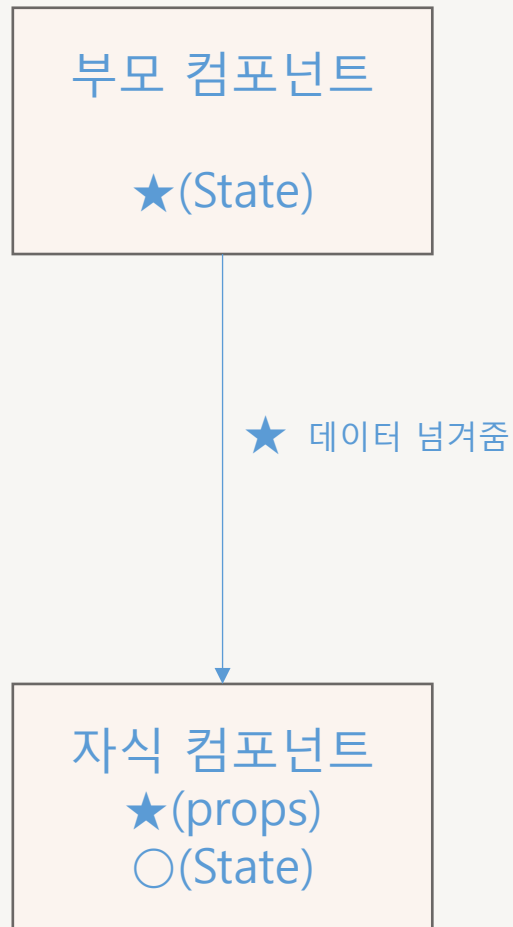 부모 컴포넌트
★(State)
★ 데이터 넘겨줌
자식 컴포넌트
★(props)
○(State)